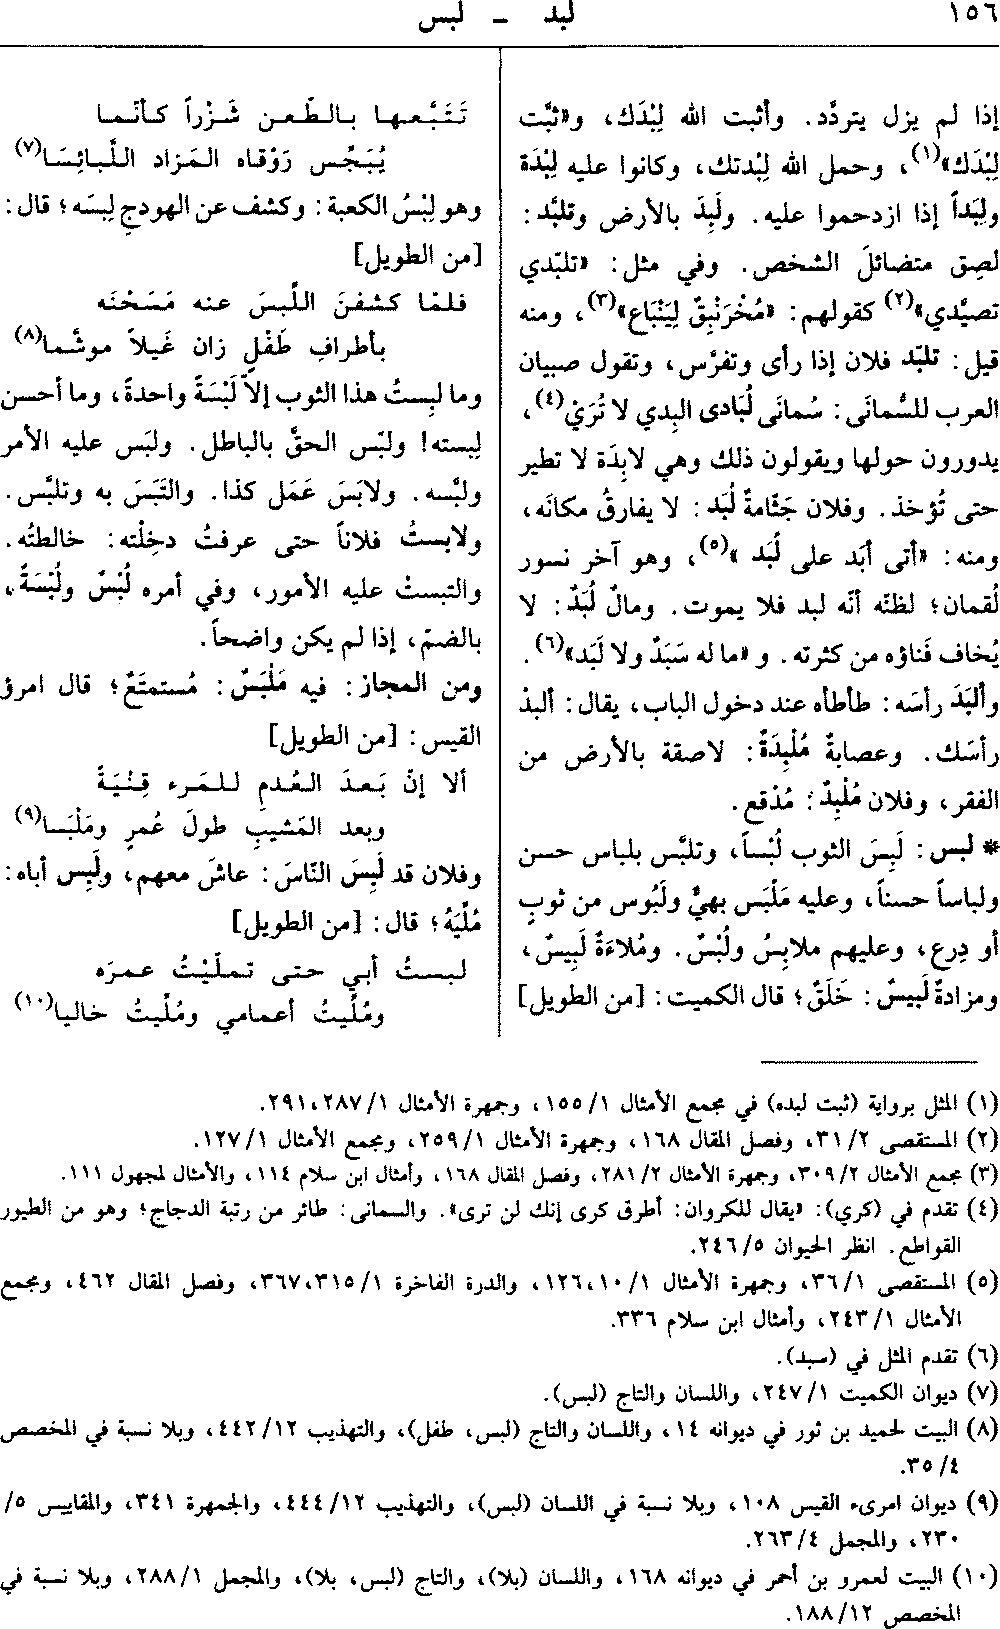 ١٥٦
لبد ـ لبس
إذا لم يزل يتردَّد. وأثبت الله لِبْدَك، و«ثبَّت
لِبْدَك»(١)، وحمل الله لِبْدتك، وكانوا عليه لِبْدَة
ولِبَداً إذا ازدحموا عليه. ولَبِدَ بالأرض وتلبَّد:
لصِق متضائلَ الشخص. وفي مثل: «تلبّدي
تصيَّدي»(٢) كقولهم: «مُخْرَنْبِقٌ لِيَنْبَاع»(٣)، ومنه
قيل: تلبّد فلان إذا رأى وتفرَّس، وتقول صبيان
العرب للسُّمانَى: سُمانَى لُبَادى البِدي لا تُرَيْ(٤)،
يدورون حولها ويقولون ذلك وهي لابِدَة لا تطير
حتى تُؤخذ. وفلان جَثّامةٌ لُبَد: لا يفارقُ مكانَه،
ومنه: «أتى أبَد على لُبَد»(٥)، وهو آخر نسور
لُقمان؛ لظنّه أنّه لبد فلا يموت. ومالٌ لُبَدٌ: لا
يُخاف فَناؤه من كثرته. و«ما له سَبَدٌ ولا لَبَد»(٦).
وألبَدَ رأسَه: طأطأه عند دخول الباب، يقال: ألبدْ
رأسَك. وعصابةٌ مُلْبِدَةٌ: لاصقة بالأرض من
الفقر، وفلان مُلْبِدٌ: مُدْقع.
* لبس: لَبِسَ الثوب لُبْساً، وتلبَّس بلباس حسن
ولباساً حسناً، وعليه مَلْبَس بهيٌّ ولَبُوس من ثوبٍ
أو دِرع، وعليهم ملابِسُ ولُبْسٌ. ومُلاءَةٌ لَبِيسٌ،
ومزادةٌ لَبيسٌ: خَلَقٌ؛ قال الكميت: [من الطويل]
تَتَبَّعها بالطّعن شَزْراً كأنّما
يُبَجِّس رَوْقاه المَزاد اللَّبائِسَا(٧)
وهو لِبْسُ الكعبة: وكشف عن الهودج لِبسَه؛ قال:
[من الطويل]
فلمّا كشفنَ اللِّبسَ عنه مَسَحْنَه
بأطرافِ طَفْلٍ زان غَيلاً موشَّما(٨)
وما لبِستُ هذا الثوب إلاّ لَبْسَةً واحدةً، وما أحسن
لِبسته! ولبّس الحقَّ بالباطل. ولبَس عليه الأمر
ولبَّسه. ولابَسَ عَمَل كذا. والتَبَسَ به وتلبَّس.
ولابستُ فلاناً حتى عرفتُ دخِلْته: خالطتُه.
والتبستْ عليه الأمور، وفي أمره لُبْسٌ ولُبْسَةٌ،
بالضمّ، إذا لم يكن واضحاً.
ومن المجاز: فيه مَلْبَسٌ: مُستمتَعٌ؛ قال امرؤ
القيس: [من الطويل]
ألا إنّ بَعدَ العُدمِ للمَرء قِنْيَةً
وبعد المَشيبِ طولَ عُمرٍ ومَلْبَسا(٩)
وفلان قد لَبِسَ النّاسَ: عاشَ معهم، ولَبِس أباه:
مُلّيَهُ؛ قال: [من الطويل]
لبستُ أبي حتى تملّيْتُ عمرَه
ومُلِّيتُ أعمامي ومُلّيتُ خاليا(١٠)
(١) المثل برواية (ثبت لبده) في مجمع الأمثال ١/ ١٥٥، وجمهرة الأمثال ١/ ٢٨٧، ٢٩١.
(٢) المستقصى ٢/ ٣١، وفصل المقال ١٦٨، وجمهرة الأمثال ١/ ٢٥٩، ومجمع الأمثال ١/ ١٢٧.
(٣) مجمع الأمثال ٢/ ٣٠٩، وجمهرة الأمثال ٢/ ٢٨١، وفصل المقال ١٦٨، وأمثال ابن سلام ١١٤، والأمثال لمجهول ١١١.
(٤) تقدم في (كري): «يقال للكروان: أطرق كرى إنك لن ترى». والسمانى: طائر من رتبة الدجاج؛ وهو من الطيور
القواطع. انظر الحيوان ٥/ ٢٤٦.
(٥) المستقصى ١/ ٣٦، وجمهرة الأمثال ١/ ١٠، ١٢٦، والدرة الفاخرة ١/ ٣١٥، ٣٦٧، وفصل المقال ٤٦٢، ومجمع
الأمثال ١/ ٢٤٣، وأمثال ابن سلام ٣٣٦.
(٦) تقدم المثل في (سبد).
(٧) ديوان الكميت ١/ ٢٤٧، واللسان والتاج (لبس).
(٨) البيت لحميد بن ثور في ديوانه ١٤، واللسان والتاج (لبس، طفل)، والتهذيب ١٢/ ٤٤٢، وبلا نسبة في المخصص
٤/ ٣٥.
(٩) ديوان امرىء القيس ١٠٨، وبلا نسبة في اللسان (لبس)، والتهذيب ١٢/ ٤٤٤، والجمهرة ٣٤١، والمقاييس ٥/
٢٣٠، والمجمل ٤/ ٢٦٣.
(١٠) البيت لعمرو بن أحمر في ديوانه ١٦٨، واللسان (بلا)، والتاج (لبس، بلا)، والمجمل ١/ ٢٨٨، وبلا نسبة في
المخصص ١٢/ ١٨٨.